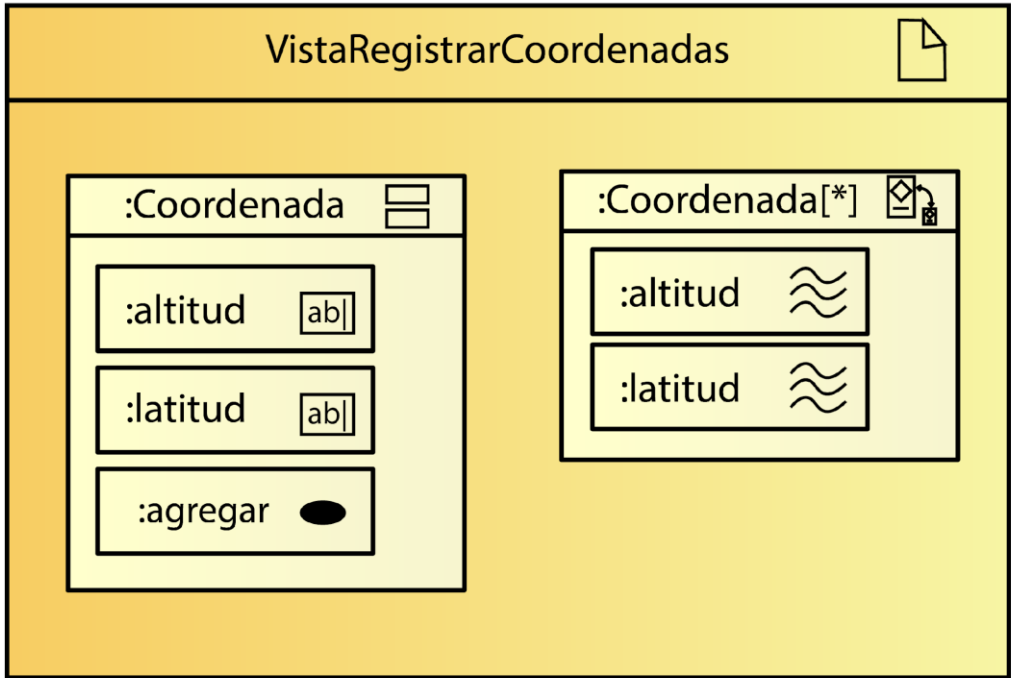 VistaRegistrarCoordenadas
:Coordenada
:altitud ab|
:latitud ab|
:agregar
:Coordenada[*]
:altitud
:latitud